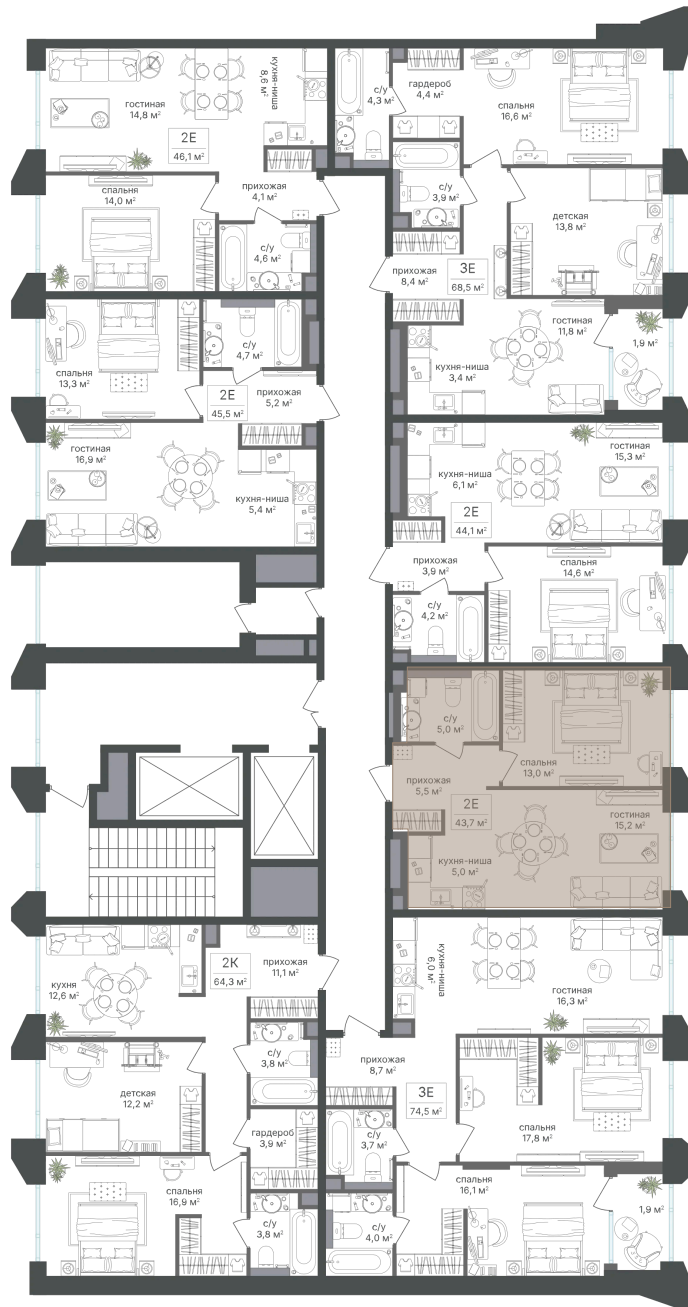 гостиная
14,8 м²
кухня-ниша
8,6 м²
2Е
46,1 м²
спальня
14,0 м²
прихожая
4,1 м²
с/у
4,6 м²
с/у
4,3 м²
гардероб
4,4 м²
спальня
16,6 м²
с/у
3,9 м²
детская
13,8 м²
прихожая
8,4 м²
3Е
68,5 м²
гостиная
11,8 м²
1,9 м²
кухня-ниша
3,4 м²
спальня
13,3 м²
с/у
4,7 м²
2Е
45,5 м²
прихожая
5,2 м²
гостиная
16,9 м²
кухня-ниша
5,4 м²
кухня-ниша
6,1 м²
гостиная
15,3 м²
2Е
44,1 м²
прихожая
3,9 м²
спальня
14,6 м²
с/у
4,2 м²
с/у
5,0 м²
спальня
13,0 м²
прихожая
5,5 м²
2Е
43,7 м²
гостиная
15,2 м²
кухня-ниша
5,0 м²
кухня
12,6 м²
2К
64,3 м²
прихожая
11,1 м²
с/у
3,8 м²
детская
12,2 м²
гардероб
3,9 м²
спальня
16,9 м²
с/у
3,8 м²
кухня-ниша
6,0 м²
гостиная
16,3 м²
прихожая
8,7 м²
3Е
74,5 м²
с/у
3,7 м²
спальня
17,8 м²
спальня
16,1 м²
с/у
4,0 м²
1,9 м²